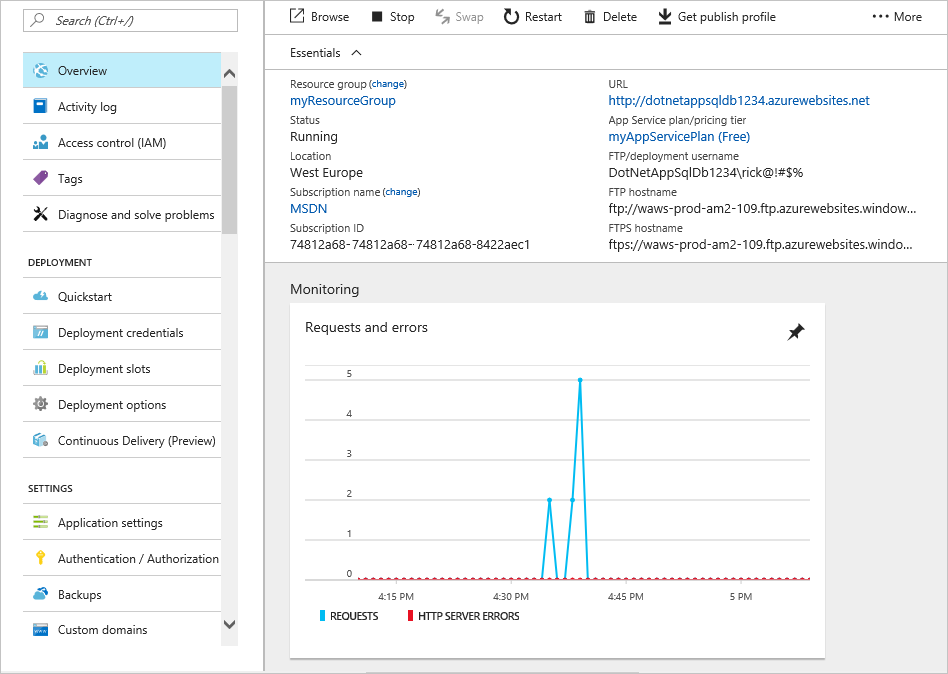 Search (Ctrl+/)
Overview
Activity log
Access control (IAM)
Tags
Diagnose and solve problems
DEPLOYMENT
Quickstart
Deployment credentials
Deployment slots
Deployment options
Continuous Delivery (Preview)
SETTINGS
Application settings
Authentication / Authorization
Backups
Custom domains
Browse Stop Swap Restart Delete Get publish profile ••• More
Essentials
Resource group (change)
myResourceGroup
Status
Running
Location
West Europe
Subscription name (change)
MSDN
Subscription ID
74812a68-74812a68-74812a68-8422aec1
URL
http://dotnetappsqldb1234.azurewebsites.net
App Service plan/pricing tier
myAppServicePlan (Free)
FTP/deployment username
DotNetAppSqlDb1234\rick@!#$%
FTP hostname
ftp://waws-prod-am2-109.ftp.azurewebsites.window...
FTPS hostname
ftps://waws-prod-am2-109.ftp.azurewebsites.windo...
Monitoring
Requests and errors
5
4
3
2
1
0
4:15 PM 4:30 PM 4:45 PM 5 PM
REQUESTS HTTP SERVER ERRORS